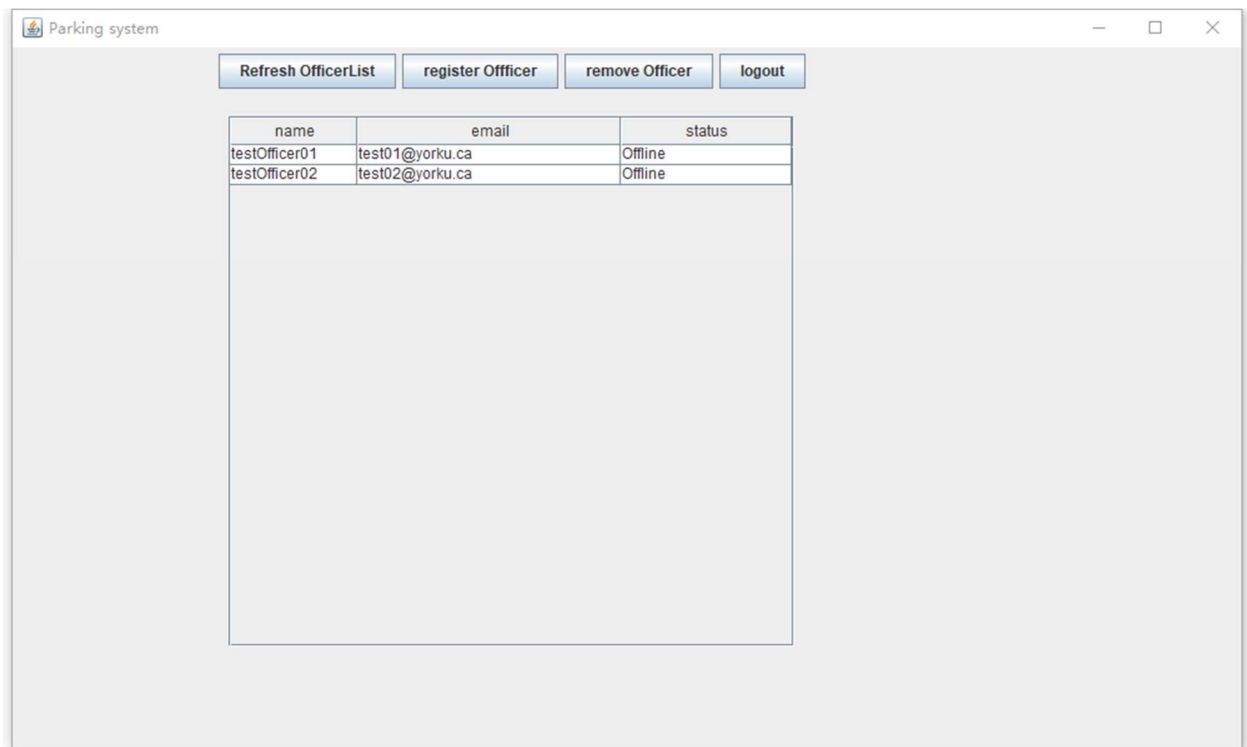 Parking system
Refresh OfficerList register Offficer remove Officer logout
name email status
testOfficer01 test01@yorku.ca Offline
testOfficer02 test02@yorku.ca Offline